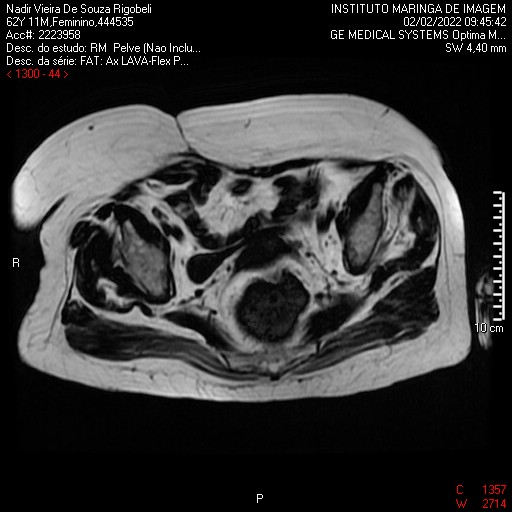 Nadir Vieira De Souza Rigobeli
62Y 11M,Feminino,444535
Acc#: 2223958
Desc. do estudo: RM Pelve (Nao Inclu...
Desc. da série: FAT: Ax LAVA-Flex P...
< 1300 - 44 >
INSTITUTO MARINGA DE IMAGEM
02/02/2022 09:45:42
GE MEDICAL SYSTEMS Optima M...
SW 4,40 mm
R
10 cm
P
C 1357
W 2714